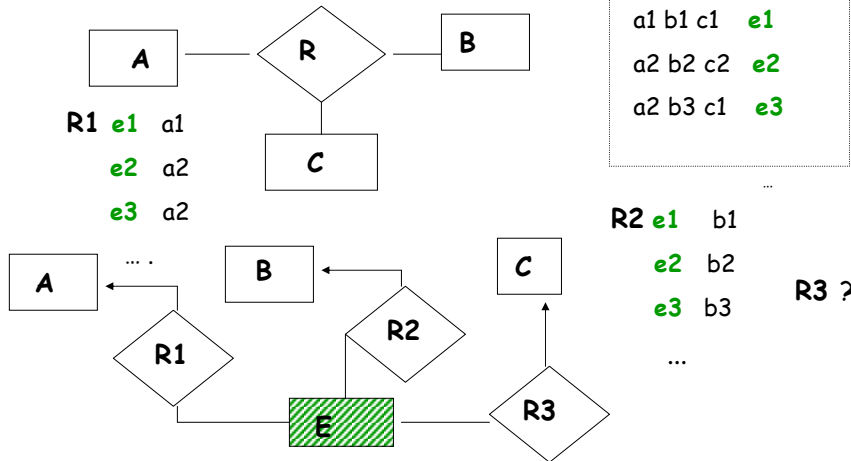 A
R
B
C
a1 b1 c1 e1
a2 b2 c2 e2
a2 b3 c1 e3
...
R1 e1 a1
e2 a2
e3 a2
... .
R2 e1 b1
e2 b2
e3 b3
...
R3 ?
A
B
C
R1
R2
R3
E